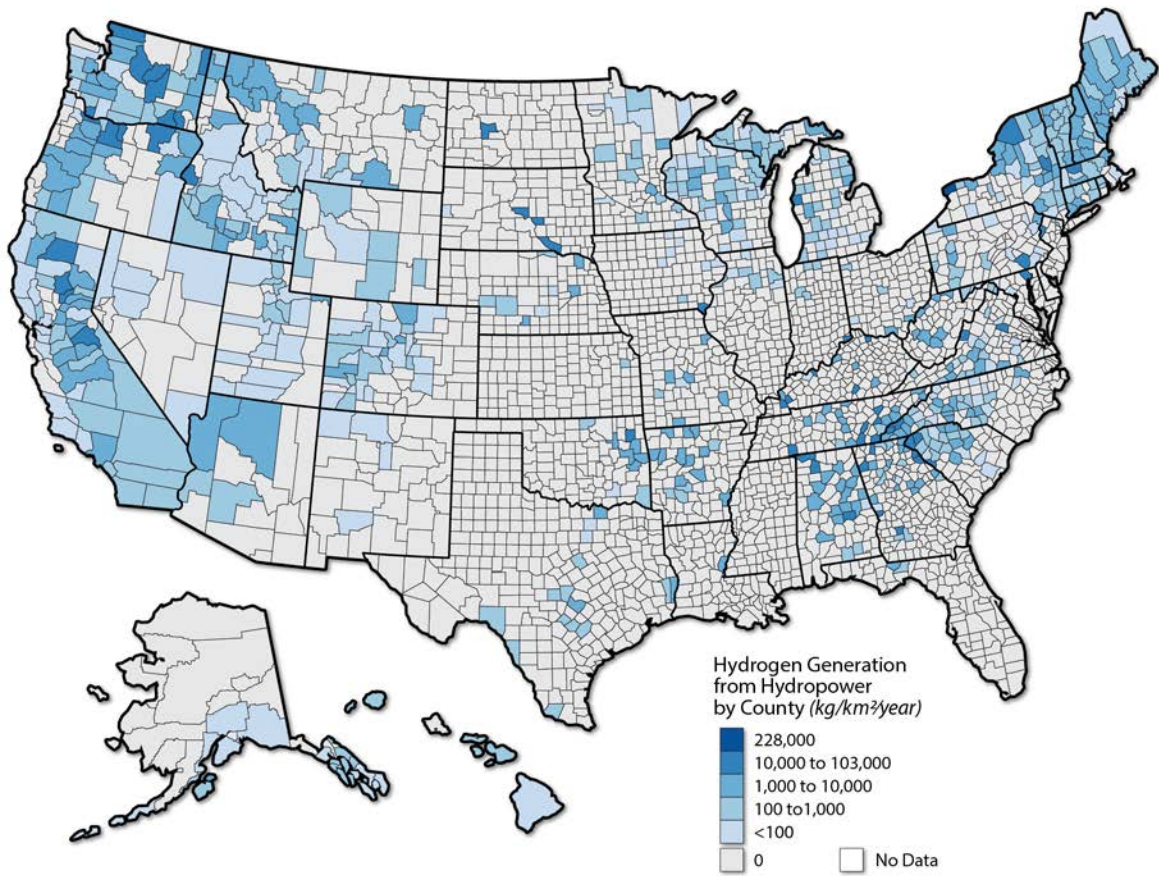 Hydrogen Generation
from Hydropower
by County (kg/km²/year)
228,000
10,000 to 103,000
1,000 to 10,000
100 to1,000
<100
0
No Data